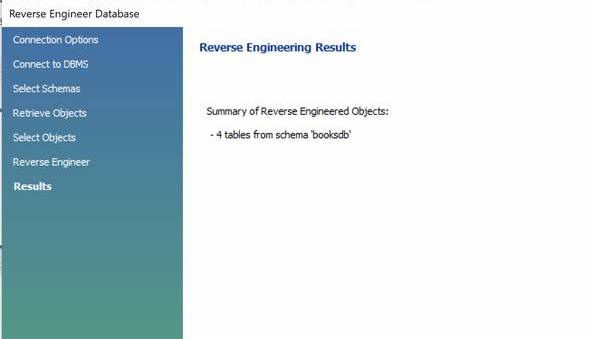 Reverse Engineer Database
Connection Options
Connect to DBMS
Select Schemas
Retrieve Objects
Select Objects
Reverse Engineer
Results
Reverse Engineering Results
Summary of Reverse Engineered Objects:
- 4 tables from schema 'booksdb'